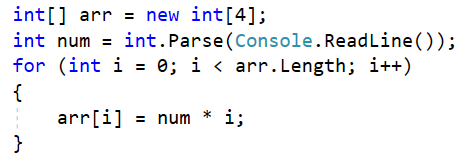 int[] arr = new int[4];
int num = int.Parse(Console.ReadLine());
for (int i = 0; i < arr.Length; i++)
{
    arr[i] = num * i;
}